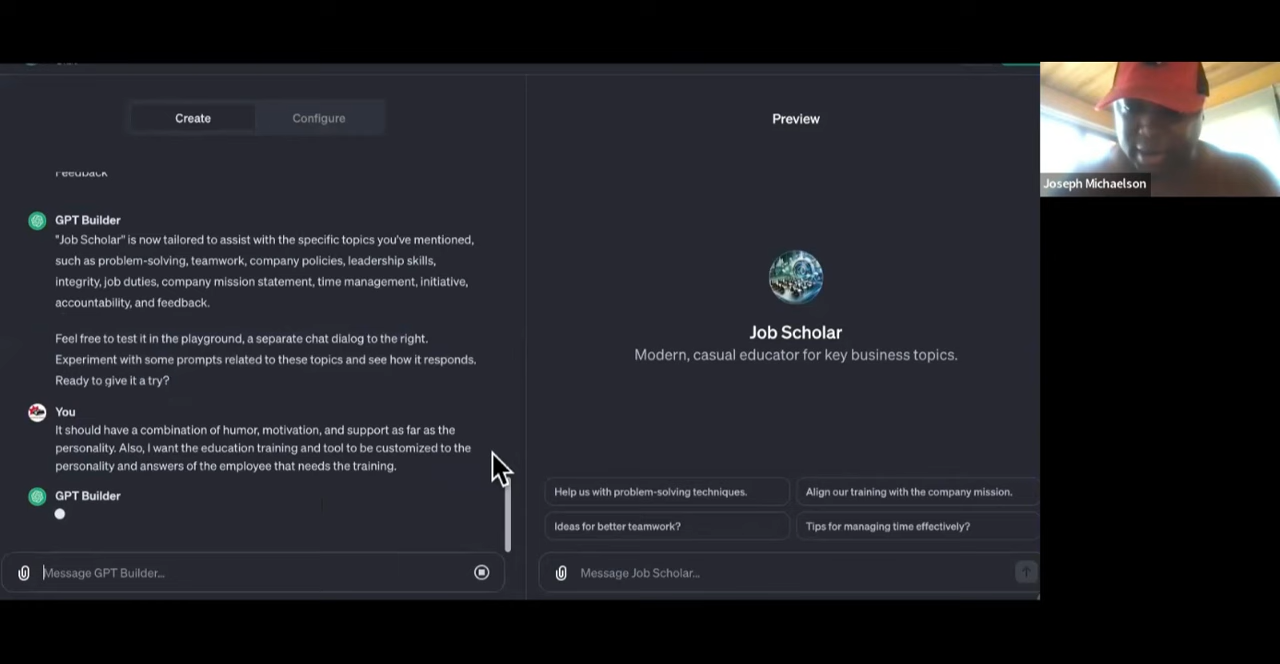 Create
Configure
Preview
Feedback
GPT Builder
"Job Scholar" is now tailored to assist with the specific topics you've mentioned,
such as problem-solving, teamwork, company policies, leadership skills,
integrity, job duties, company mission statement, time management, initiative,
accountability, and feedback.
Feel free to test it in the playground, a separate chat dialog to the right.
Experiment with some prompts related to these topics and see how it responds.
Ready to give it a try?
You
It should have a combination of humor, motivation, and support as far as the
personality. Also, I want the education training and tool to be customized to the
personality and answers of the employee that needs the training.
GPT Builder
Message GPT Builder...
Job Scholar
Modern, casual educator for key business topics.
Help us with problem-solving techniques.
Align our training with the company mission.
Ideas for better teamwork?
Tips for managing time effectively?
Message Job Scholar...
Joseph Michaelson